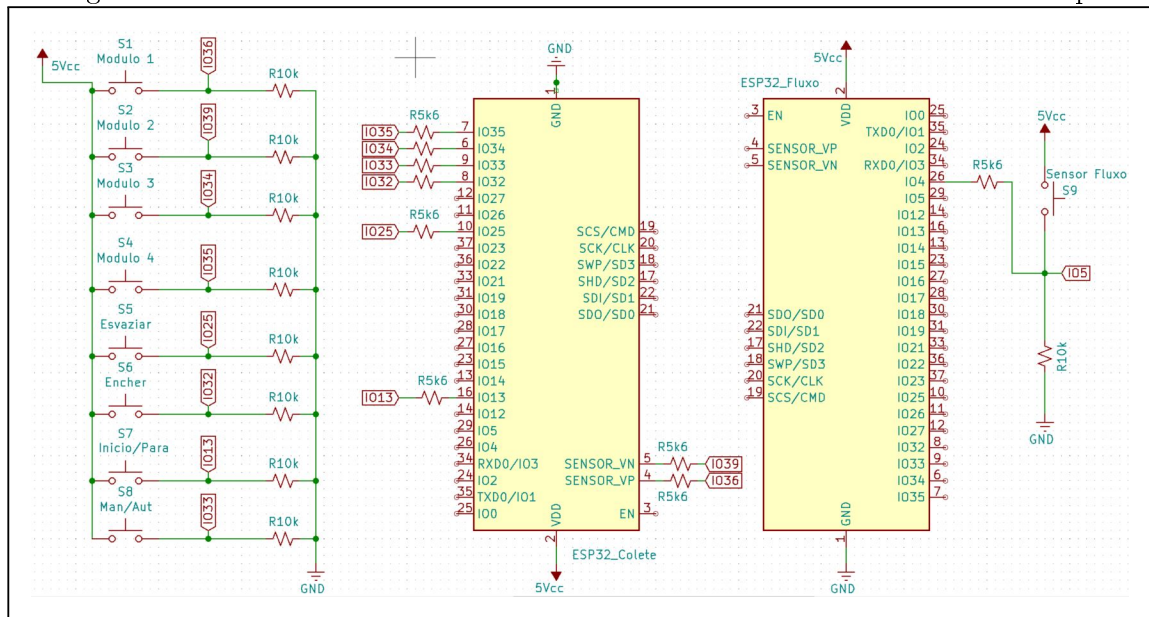 5Vcc
S1
Modulo 1
IO36
R10k
S2
Modulo 2
IO39
R10k
S3
Modulo 3
IO34
R10k
S4
Modulo 4
IO35
R10k
S5
Esvaziar
IO25
R10k
S6
Encher
IO32
R10k
S7
Inicio/Para
IO13
R10k
S8
Man/Aut
IO33
R10k
GND
GND
1
GND
IO35 R5k6 7 IO35
IO34 6 IO34
IO33 9 IO33
IO32 8 IO32
12 IO27
11 IO26
IO25 R5k6 10 IO25
37 IO23
36 IO22
33 IO21
31 IO19
30 IO18
28 IO17
27 IO16
23 IO15
13 IO14
IO13 R5k6 16 IO13
14 IO12
29 IO5
26 IO4
34 RXD0/IO3
24 IO2
35 TXD0/IO1
25 IO0
SCS/CMD 19
SCK/CLK 20
SWP/SD3 18
SHD/SD2 17
SDI/SD1 22
SDO/SD0 21
SENSOR_VN 5 R5k6 IO39
SENSOR_VP 4 R5k6 IO36
EN 3
VDD
2
ESP32_Colete
5Vcc
5Vcc
ESP32_Fluxo
2
VDD
3 EN
4 SENSOR_VP
5 SENSOR_VN
21 SDO/SD0
22 SDI/SD1
17 SHD/SD2
18 SWP/SD3
20 SCK/CLK
19 SCS/CMD
IO0 25
TXD0/IO1 35
IO2 24
RXD0/IO3 34
IO4 26 R5k6
IO5 29
IO12 14
IO13 16
IO14 13
IO15 23
IO16 27
IO17 28
IO18 30
IO19 31
IO21 33
IO22 36
IO23 37
IO25 10
IO26 11
IO27 12
IO32 8
IO33 9
IO34 6
IO35 7
GND
1
GND
5Vcc
Sensor Fluxo
S9
IO5
R10k
GND